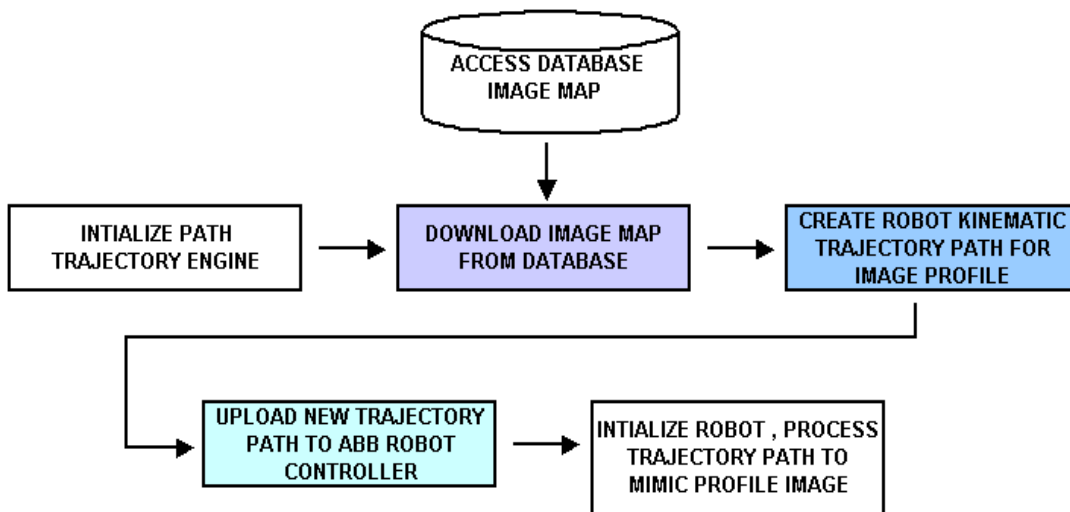 ACCESS DATABASE
IMAGE MAP
INTIALIZE PATH
TRAJECTORY ENGINE
DOWNLOAD IMAGE MAP
FROM DATABASE
CREATE ROBOT KINEMATIC
TRAJECTORY PATH FOR
IMAGE PROFILE
UPLOAD NEW TRAJECTORY
PATH TO ABB ROBOT
CONTROLLER
INTIALIZE ROBOT , PROCESS
TRAJECTORY PATH TO
MIMIC PROFILE IMAGE